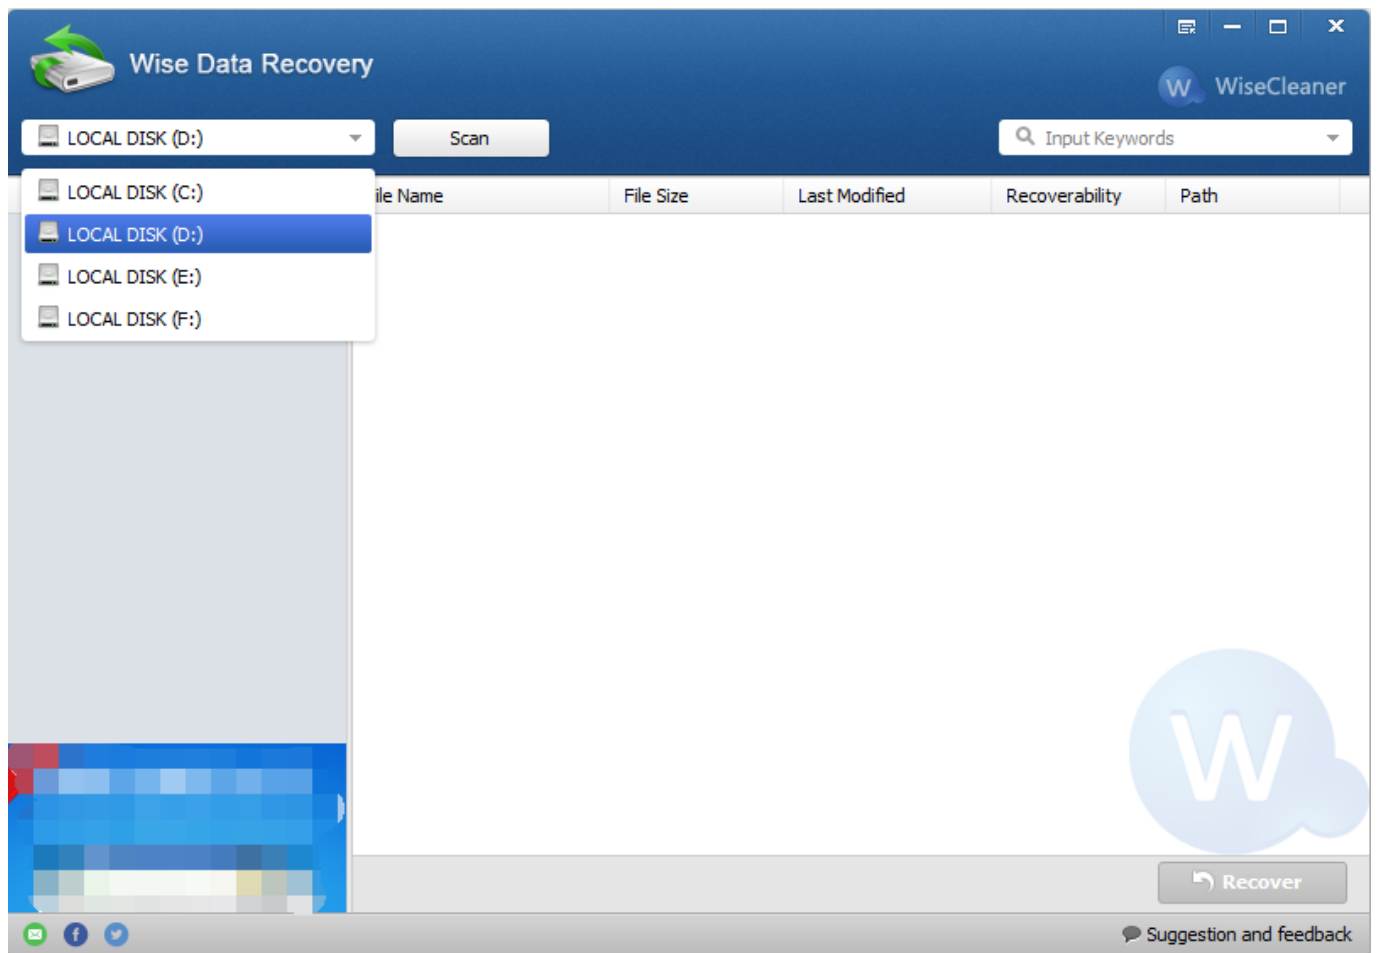 Wise Data Recovery
W WiseCleaner
LOCAL DISK (D:)
Scan
Input Keywords
LOCAL DISK (C:)
LOCAL DISK (D:)
LOCAL DISK (E:)
LOCAL DISK (F:)
ile Name
File Size
Last Modified
Recoverability
Path
W
Recover
Suggestion and feedback